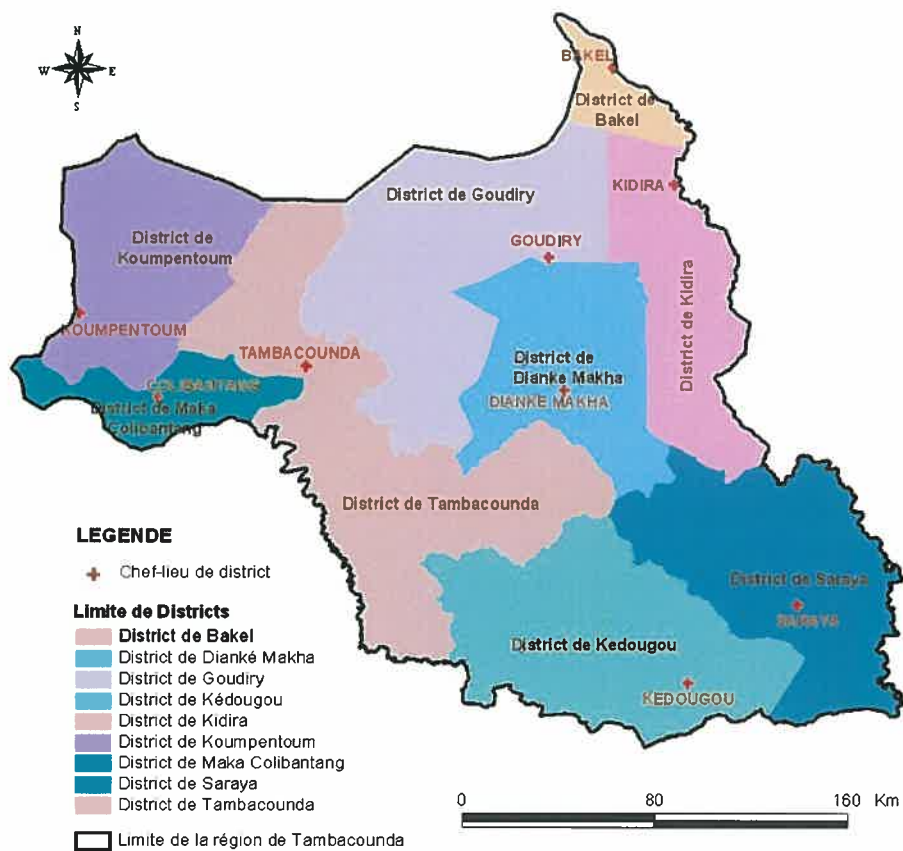 N
W E
S
BAKEL
District de
Bakel
KIDIRA
District de Goudiry
District de
Koumpentoum
GOUDIRY
District de Kidira
KOUMPENTOUM
TAMBACOUNDA
District de
Dianke Makha
DIANKE MAKHA
COLIBANTANG
District de Maka
Colibantang
District de Tambacounda
LEGENDE
Chef-lieu de district
District de Saraya
SARAYA
Limite de Districts
District de Bakel
District de Dianké Makha
District de Goudiry
District de Kédougou
District de Kidira
District de Koumpentoum
District de Maka Colibantang
District de Saraya
District de Tambacounda
Limite de la région de Tambacounda
District de Kedougou
KEDOUGOU
0 80 160 Km